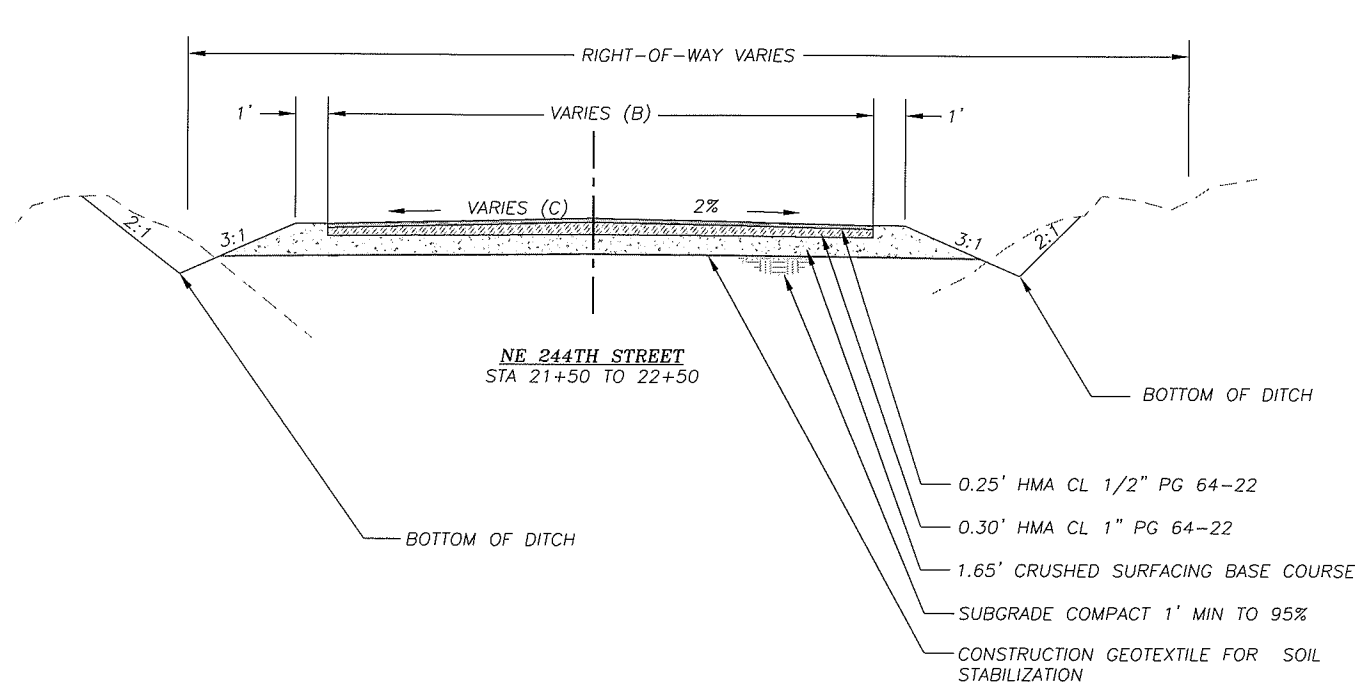 RIGHT-OF-WAY VARIES
1'
VARIES (B)
1'
VARIES (C)
2%
2:1
3:1
3:1
2:1
NE 244TH STREET
STA 21+50 TO 22+50
BOTTOM OF DITCH
0.25' HMA CL 1/2" PG 64-22
0.30' HMA CL 1" PG 64-22
BOTTOM OF DITCH
1.65' CRUSHED SURFACING BASE COURSE
SUBGRADE COMPACT 1' MIN TO 95%
CONSTRUCTION GEOTEXTILE FOR SOIL
STABILIZATION